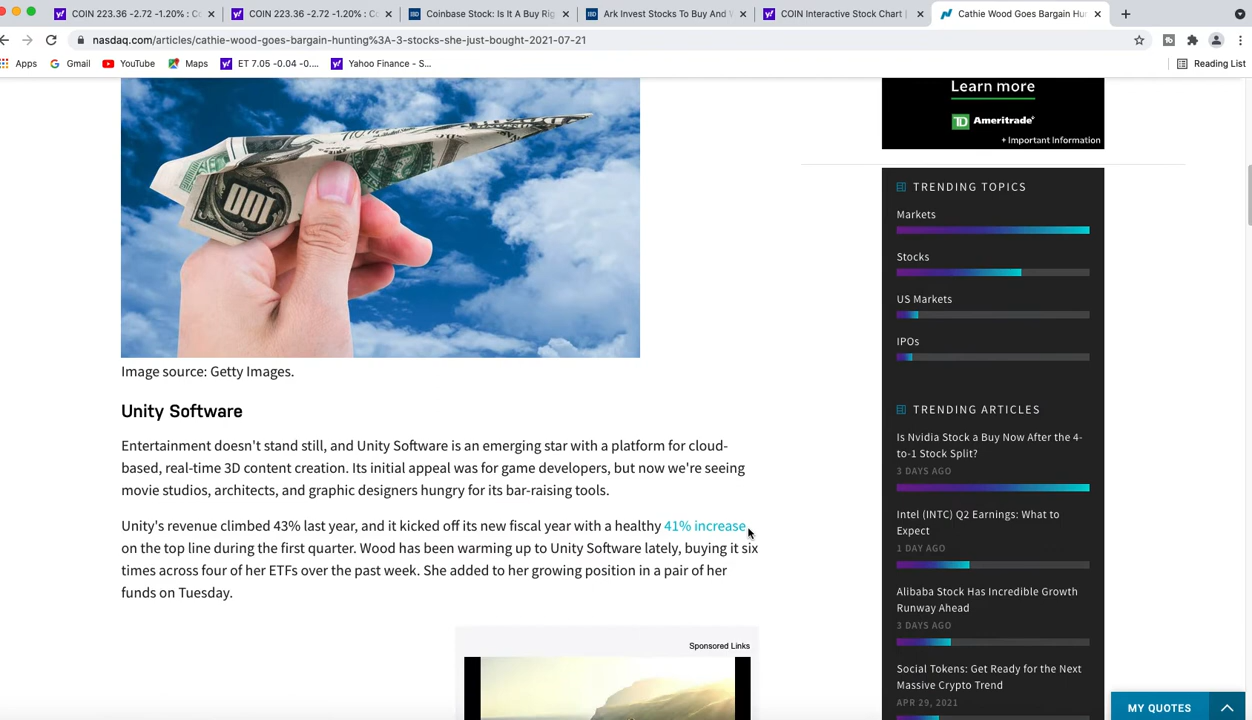 COIN 223.36 -2.72 -1.20% : C
COIN 223.36 -2.72 -1.20% : C
Coinbase Stock: Is It A Buy Rig
Ark Invest Stocks To Buy And
COIN Interactive Stock Chart |
Cathie Wood Goes Bargain Hun
nasdaq.com/articles/cathie-wood-goes-bargain-hunting%3A-3-stocks-she-just-bought-2021-07-21
Apps
Gmail
YouTube
Maps
ET 7.05 -0.04 -0....
Yahoo Finance - S...
Reading List
Learn more
TD Ameritrade
+ Important Information
100
Image source: Getty Images.
Unity Software
Entertainment doesn't stand still, and Unity Software is an emerging star with a platform for cloud-
based, real-time 3D content creation. Its initial appeal was for game developers, but now we're seeing
movie studios, architects, and graphic designers hungry for its bar-raising tools.
Unity's revenue climbed 43% last year, and it kicked off its new fiscal year with a healthy 41% increase
on the top line during the first quarter. Wood has been warming up to Unity Software lately, buying it six
times across four of her ETFs over the past week. She added to her growing position in a pair of her
funds on Tuesday.
Sponsored Links
TRENDING TOPICS
Markets
Stocks
US Markets
IPOs
TRENDING ARTICLES
Is Nvidia Stock a Buy Now After the 4-
to-1 Stock Split?
3 DAYS AGO
Intel (INTC) Q2 Earnings: What to
Expect
1 DAY AGO
Alibaba Stock Has Incredible Growth
Runway Ahead
3 DAYS AGO
Social Tokens: Get Ready for the Next
Massive Crypto Trend
APR 29, 2021
MY QUOTES